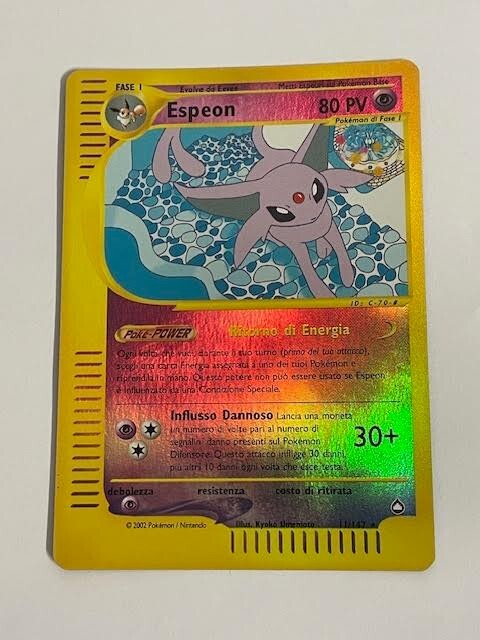 FASE 1
Evolve da Eevee
Metti Espeon sul Pokémon Base
Espeon
80 PV
Pokémon di Fase 1
ID: C-70-#
Poké-POWER
Ritorno di Energia
Ogni volta che vuoi durante il tuo turno (prima del tuo attacco),
scegli una carta Energia assegnata a uno dei tuoi Pokémon e
riprendila in mano. Questo potere non può essere usato se Espeon
è influenzato da una Condizione Speciale.
Influsso Dannoso Lancia una moneta
un numero di volte pari al numero di
segnalini danno presenti sul Pokémon
Difensore. Questo attacco infligge 30 danni,
più altri 10 danni ogni volta che esce testa.
30+
debolezza
resistenza
costo di ritirata
© 2002 Pokémon / Nintendo
Illus. Kyoko Umemoto
11/147 ★